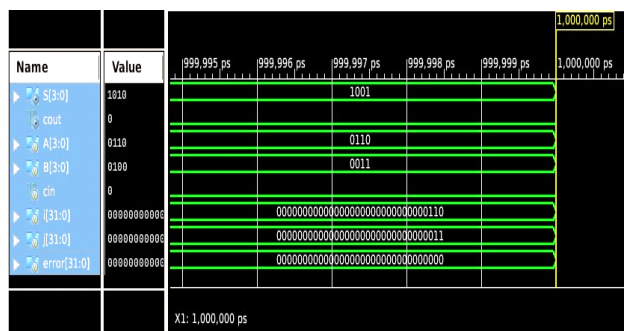 1,000,000 ps
Name Value 999,995 ps 999,996 ps 999,997 ps 999,998 ps 999,999 ps 1,000,000 ps
S[3:0] 1010 1001
cout 0
A[3:0] 0110 0110
B[3:0] 0100 0011
cin 0
i[31:0] 00000000000 00000000000000000000000000000110
j[31:0] 00000000000 00000000000000000000000000000011
error[31:0] 00000000000 00000000000000000000000000000000
X1: 1,000,000 ps